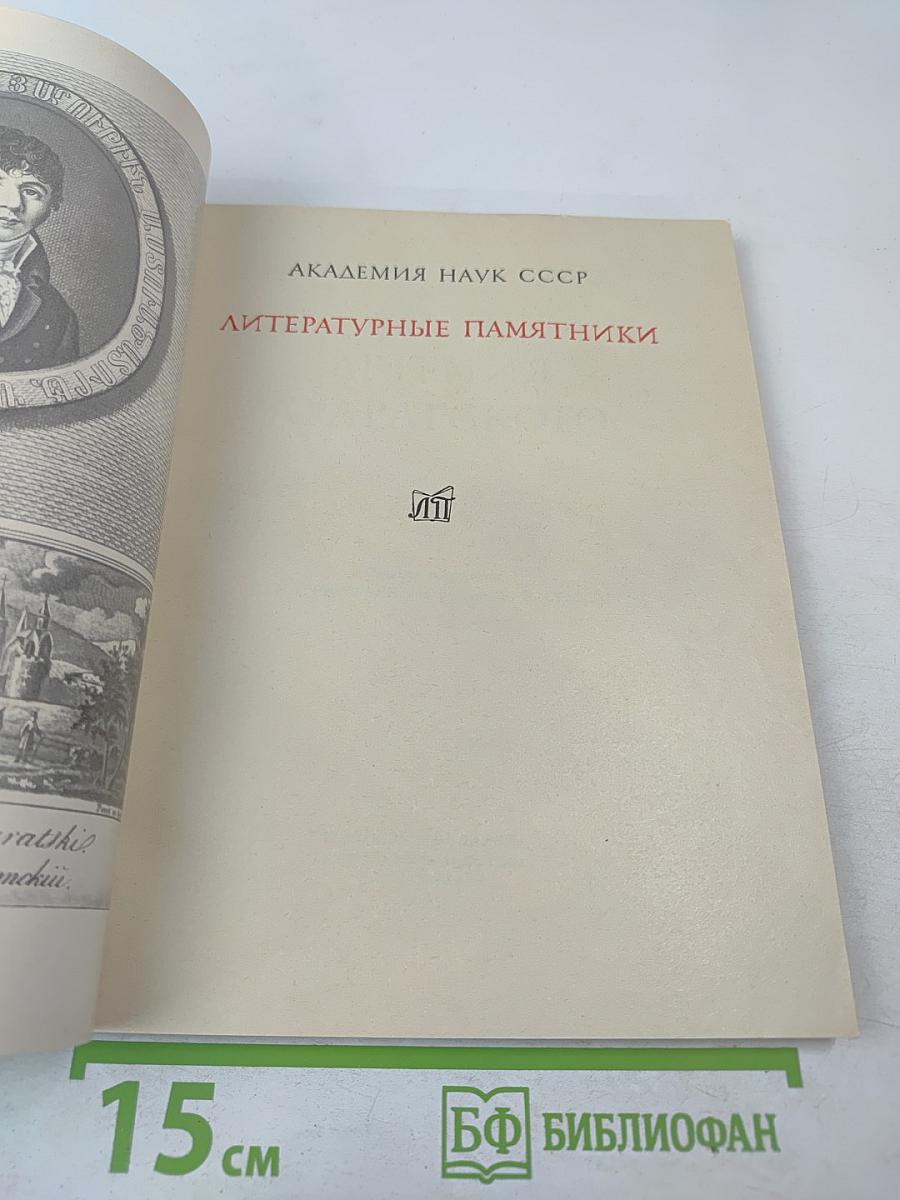 АКАДЕМИЯ НАУК СССР
ЛИТЕРАТУРНЫЕ ПАМЯТНИКИ
ЛП
15 см
БФ БИБЛИОФАН